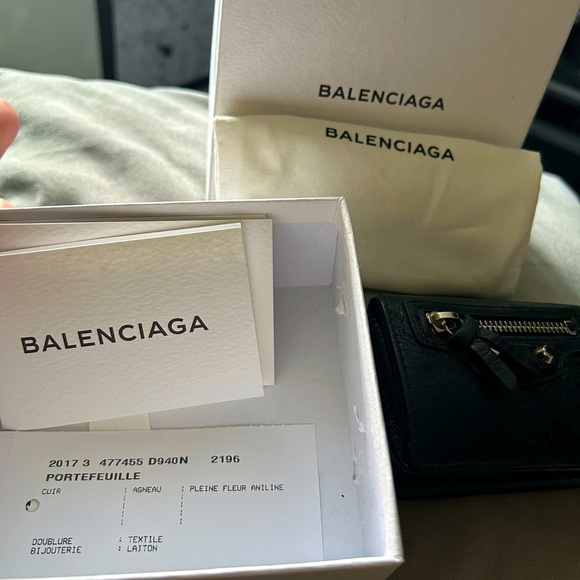 BALENCIAGA
BALENCIAGA
BALENCIAGA
2017 3 477455 D940N 2196
PORTEFEUILLE
CUIR ¦ AGNEAU ¦ PLEINE FLEUR ANILINE
DOUBLURE : TEXTILE
BIJOUTERIE : LAITON